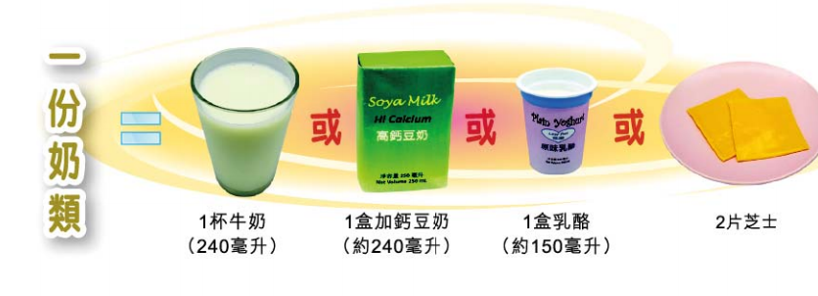 一份奶類
=
或
或
或
Soya Milk
Hi Calcium
高鈣豆奶
Plain Yoghurt
原味乳酪
1杯牛奶
(240毫升)
1盒加鈣豆奶
(約240毫升)
1盒乳酪
(約150毫升)
2片芝士